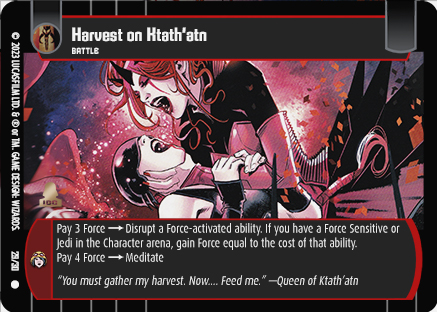 Harvest on Ktath'atn
BATTLE
Pay 3 Force → Disrupt a Force-activated ability. If you have a Force Sensitive or
Jedi in the Character arena, gain Force equal to the cost of that ability.
Pay 4 Force → Meditate
"You must gather my harvest. Now.... Feed me." —Queen of Ktath'atn
© 2023 LUCASFILM LTD. & ® or TM. GAME DESIGN: WIZARDS